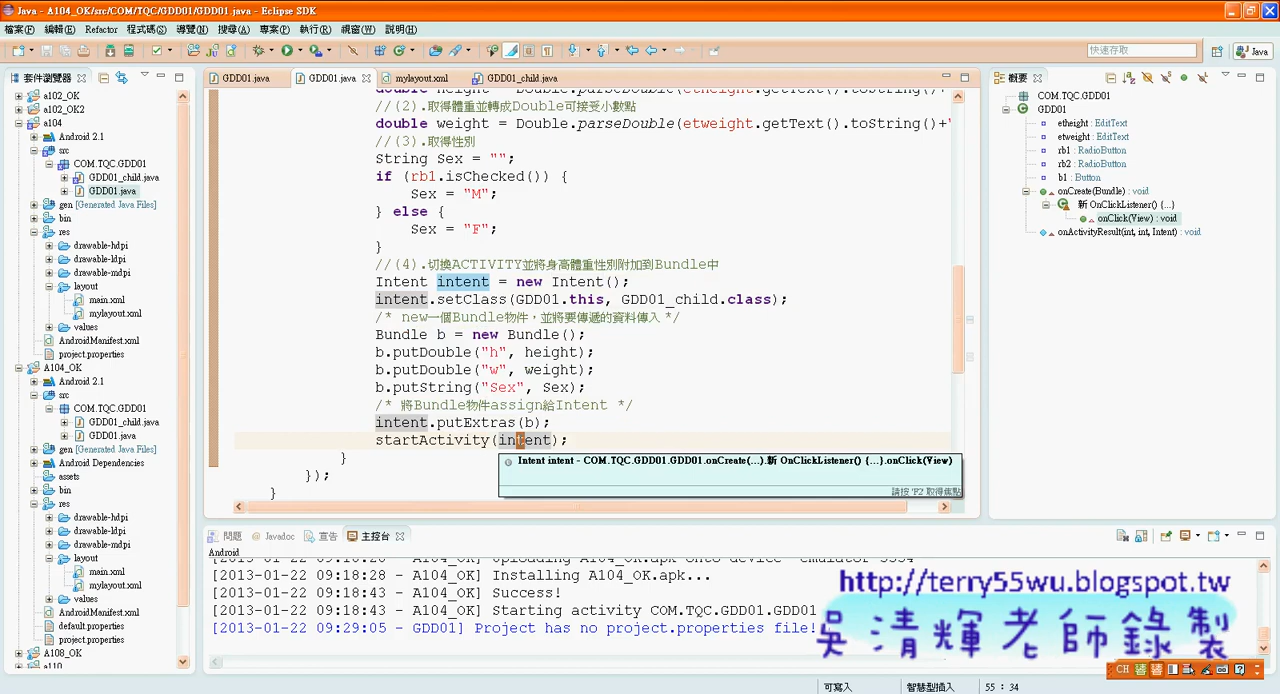 Java - A104_OK/src/COM/TQC/GDD01/GDD01.java - Eclipse SDK
檔案(F) 編輯(E) Refactor 程式碼(S) 導覽(N) 搜尋(A) 專案(P) 執行(R) 視窗(W) 說明(H)
快速存取
Java
套件瀏覽器
a102_OK
a102_OK2
a104
Android 2.1
src
COM.TQC.GDD01
GDD01_child.java
GDD01.java
gen [Generated Java Files]
bin
res
drawable-hdpi
drawable-ldpi
drawable-mdpi
layout
main.xml
mylayout.xml
values
AndroidManifest.xml
project.properties
A104_OK
Android 2.1
src
COM.TQC.GDD01
GDD01_child.java
GDD01.java
gen [Generated Java Files]
Android Dependencies
assets
bin
res
drawable-hdpi
drawable-ldpi
drawable-mdpi
layout
main.xml
mylayout.xml
values
AndroidManifest.xml
default.properties
project.properties
A108_OK
a110
GDD01.java GDD01.java mylayout.xml GDD01_child.java
double height = Double.parseDouble(etheight.getText().toString()+
//(2).取得體重並轉成Double可接受小數點
double weight = Double.parseDouble(etweight.getText().toString()+
//(3).取得性別
String Sex = "";
if (rb1.isChecked()) {
Sex = "M";
} else {
Sex = "F";
}
//(4).切換ACTIVITY並將身高體重性別附加到Bundle中
Intent intent = new Intent();
intent.setClass(GDD01.this, GDD01_child.class);
/* new一個Bundle物件，並將要傳遞的資料傳入 */
Bundle b = new Bundle();
b.putDouble("h", height);
b.putDouble("w", weight);
b.putString("Sex", Sex);
/* 將Bundle物件assign給Intent */
intent.putExtras(b);
startActivity(intent);
}
});
}
Intent intent - COM.TQC.GDD01.GDD01.onCreate(...).新 OnClickListener() {...}.onClick(View)
請按 'F2' 取得焦點
概要
COM.TQC.GDD01
GDD01
etheight : EditText
etweight : EditText
rb1 : RadioButton
rb2 : RadioButton
b1 : Button
onCreate(Bundle) : void
新 OnClickListener() {...}
onClick(View) : void
onActivityResult(int, int, Intent) : void
問題 Javadoc 宣告 主控台
Android
[2013-01-22 09:18:28 - A104_OK] Installing A104_OK.apk...
[2013-01-22 09:18:43 - A104_OK] Success!
[2013-01-22 09:18:43 - A104_OK] Starting activity COM.TQC.GDD01.GDD01
[2013-01-22 09:29:05 - GDD01] Project has no project.properties file!
http://terry55wu.blogspot.tw
吳清輝老師錄製
CH
可寫入 智慧型插入 55 : 34